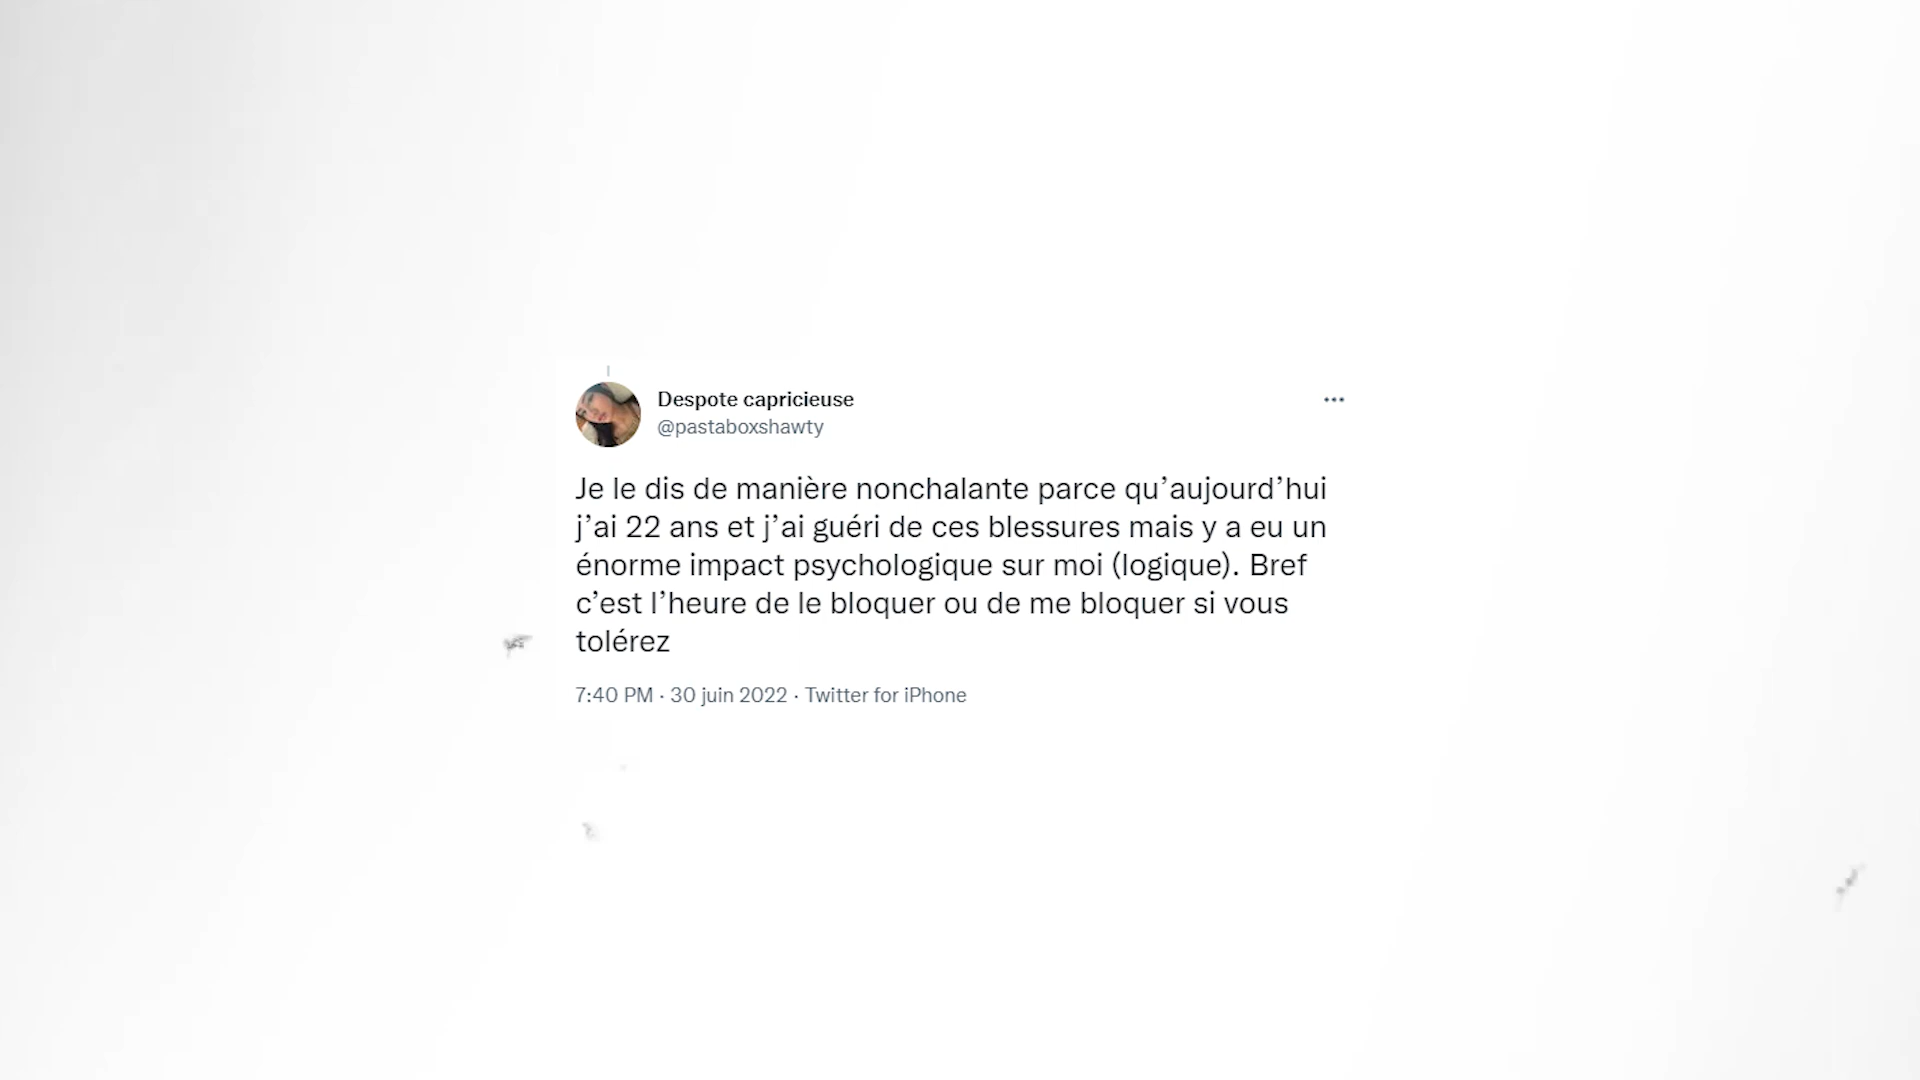 Despote capricieuse
@pastaboxshawty
Je le dis de manière nonchalante parce qu’aujourd’hui
j’ai 22 ans et j’ai guéri de ces blessures mais y a eu un
énorme impact psychologique sur moi (logique). Bref
c’est l’heure de le bloquer ou de me bloquer si vous
tolérez
7:40 PM · 30 juin 2022 · Twitter for iPhone